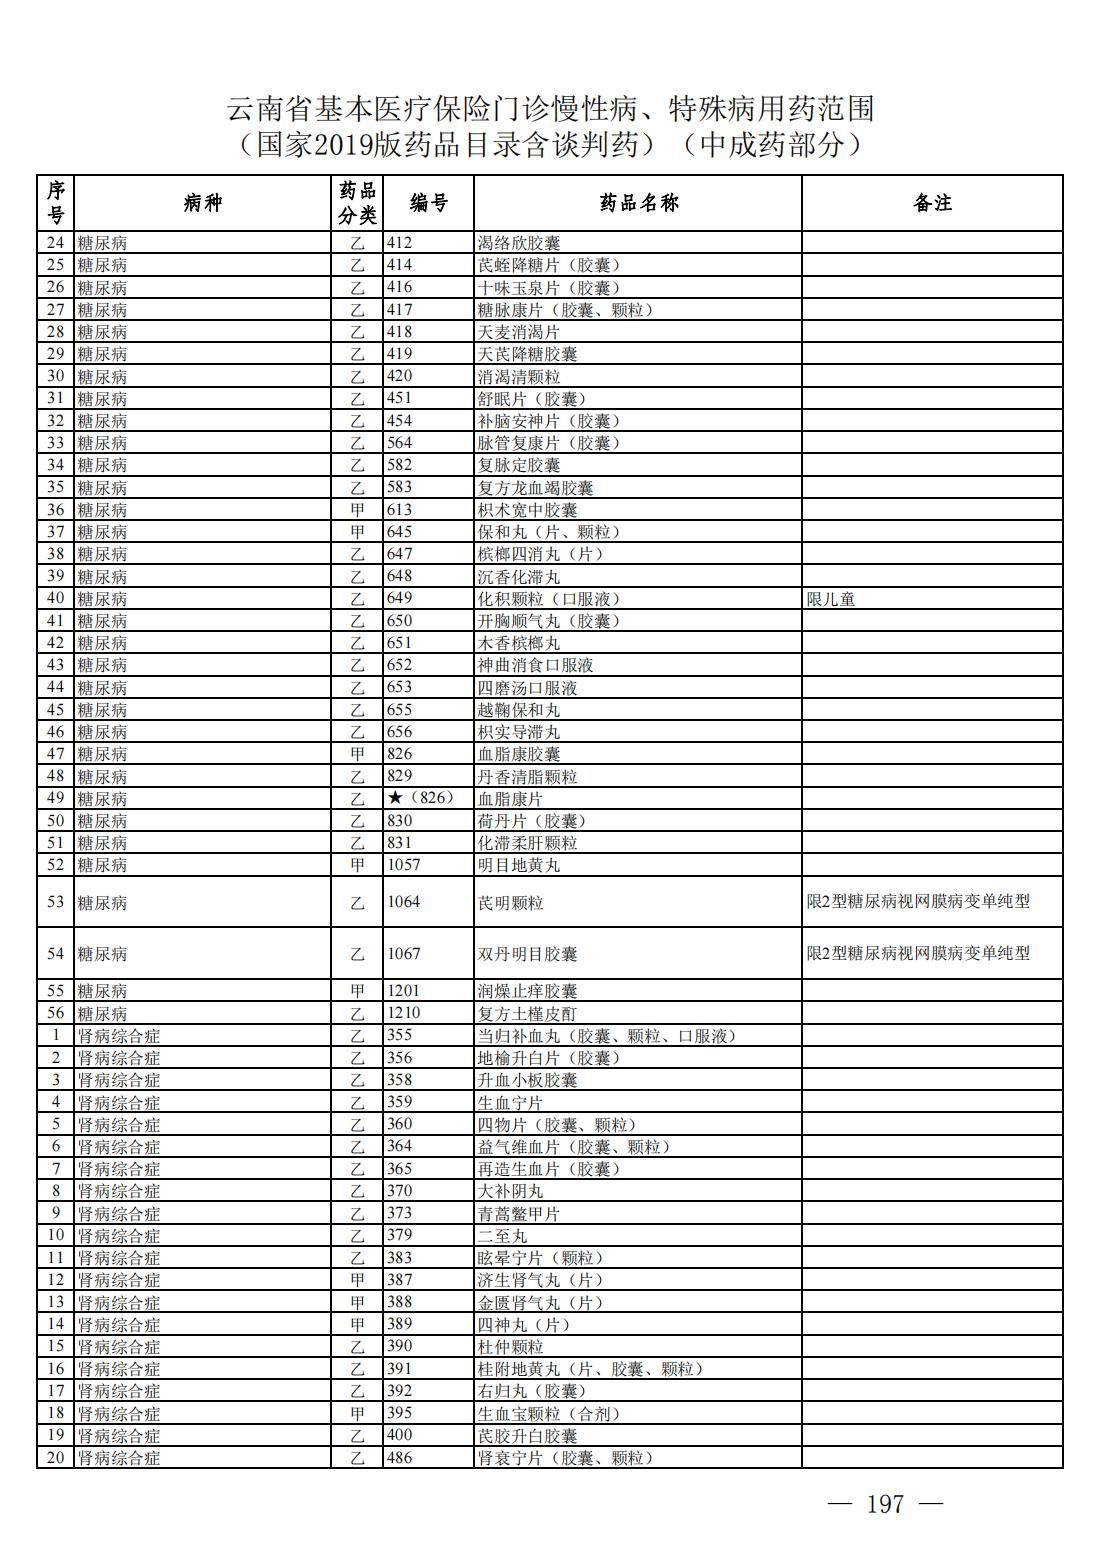 云南省基本医疗保险门诊慢性病、特殊病用药范围
（国家2019版药品目录含谈判药）（中成药部分）
序号 病种 药品分类 编号 药品名称 备注
24 糖尿病 乙 412 渴络欣胶囊
25 糖尿病 乙 414 芪蛭降糖片（胶囊）
26 糖尿病 乙 416 十味玉泉片（胶囊）
27 糖尿病 乙 417 糖脉康片（胶囊、颗粒）
28 糖尿病 乙 418 天麦消渴片
29 糖尿病 乙 419 天芪降糖胶囊
30 糖尿病 乙 420 消渴清颗粒
31 糖尿病 乙 451 舒眠片（胶囊）
32 糖尿病 乙 454 补脑安神片（胶囊）
33 糖尿病 乙 564 脉管复康片（胶囊）
34 糖尿病 乙 582 复脉定胶囊
35 糖尿病 乙 583 复方龙血竭胶囊
36 糖尿病 甲 613 枳术宽中胶囊
37 糖尿病 甲 645 保和丸（片、颗粒）
38 糖尿病 乙 647 槟榔四消丸（片）
39 糖尿病 乙 648 沉香化滞丸
40 糖尿病 乙 649 化积颗粒（口服液） 限儿童
41 糖尿病 乙 650 开胸顺气丸（胶囊）
42 糖尿病 乙 651 木香槟榔丸
43 糖尿病 乙 652 神曲消食口服液
44 糖尿病 乙 653 四磨汤口服液
45 糖尿病 乙 655 越鞠保和丸
46 糖尿病 乙 656 枳实导滞丸
47 糖尿病 甲 826 血脂康胶囊
48 糖尿病 乙 829 丹香清脂颗粒
49 糖尿病 乙 ★（826） 血脂康片
50 糖尿病 乙 830 荷丹片（胶囊）
51 糖尿病 乙 831 化滞柔肝颗粒
52 糖尿病 甲 1057 明目地黄丸
53 糖尿病 乙 1064 芪明颗粒 限2型糖尿病视网膜病变单纯型
54 糖尿病 乙 1067 双丹明目胶囊 限2型糖尿病视网膜病变单纯型
55 糖尿病 甲 1201 润燥止痒胶囊
56 糖尿病 乙 1210 复方土槿皮酊
1 肾病综合症 乙 355 当归补血丸（胶囊、颗粒、口服液）
2 肾病综合症 乙 356 地榆升白片（胶囊）
3 肾病综合症 乙 358 升血小板胶囊
4 肾病综合症 乙 359 生血宁片
5 肾病综合症 乙 360 四物片（胶囊、颗粒）
6 肾病综合症 乙 364 益气维血片（胶囊、颗粒）
7 肾病综合症 乙 365 再造生血片（胶囊）
8 肾病综合症 乙 370 大补阴丸
9 肾病综合症 乙 373 青蒿鳖甲片
10 肾病综合症 乙 379 二至丸
11 肾病综合症 乙 383 眩晕宁片（颗粒）
12 肾病综合症 甲 387 济生肾气丸（片）
13 肾病综合症 甲 388 金匮肾气丸（片）
14 肾病综合症 甲 389 四神丸（片）
15 肾病综合症 乙 390 杜仲颗粒
16 肾病综合症 乙 391 桂附地黄丸（片、胶囊、颗粒）
17 肾病综合症 乙 392 右归丸（胶囊）
18 肾病综合症 甲 395 生血宝颗粒（合剂）
19 肾病综合症 乙 400 芪胶升白胶囊
20 肾病综合症 乙 486 肾衰宁片（胶囊、颗粒）
— 197 —